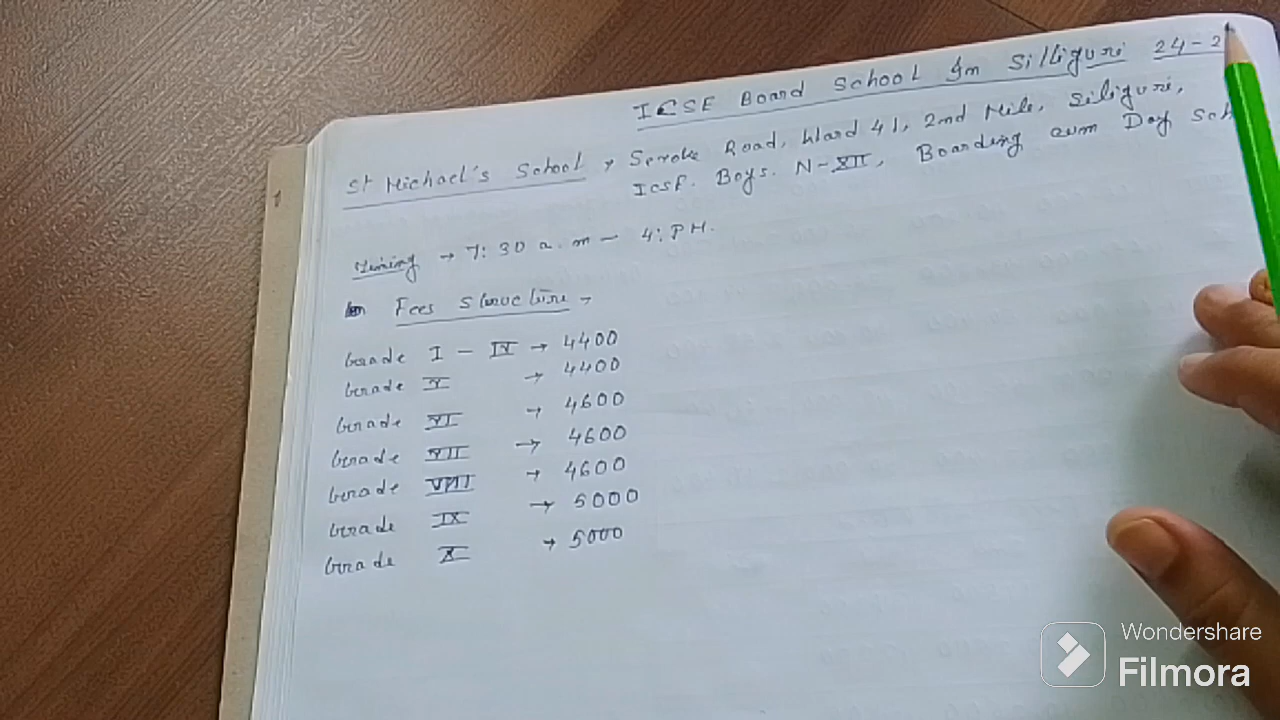 ICSE Board School In Silliguri 24-2
St Michael's School → Sevoke Road, Ward 41, 2nd Mile, Siliguri,
ICSE. Boys. N-XII, Boarding cum Day Sch
Timing → 7:30 a.m - 4: PM.
Fees Structure →
Grade I - IV → 4400
Grade V → 4400
Grade VI → 4600
Grade VII → 4600
Grade VIII → 4600
Grade IX → 5000
Grade X → 5000
Wondershare
Filmora